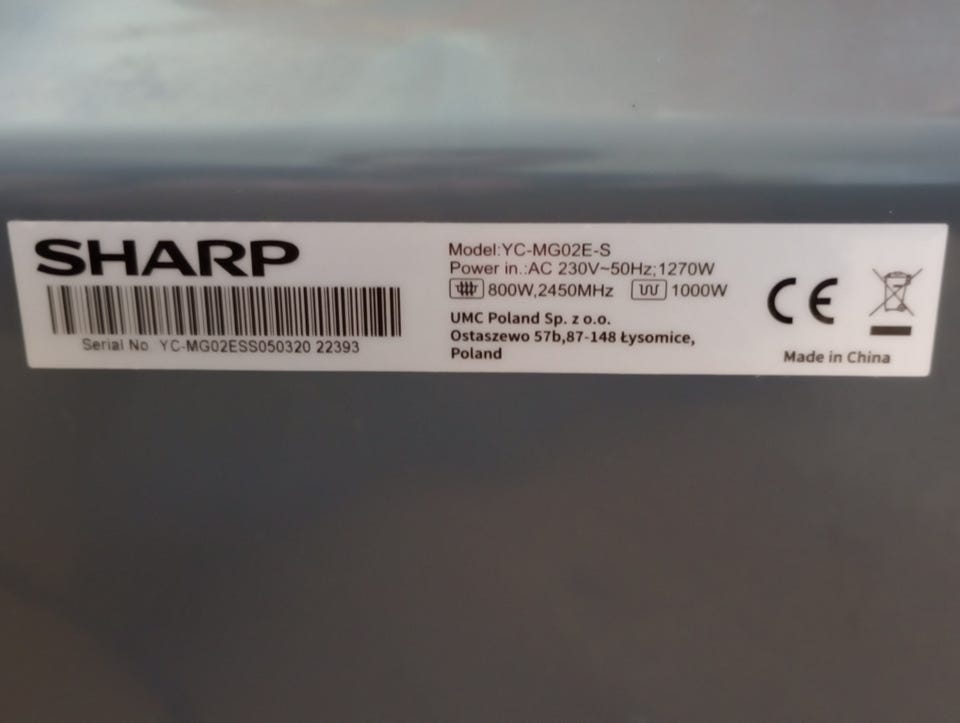 SHARP
Serial No YC-MG02ESS050320 22393
Model:YC-MG02E-S
Power in.:AC 230V~50Hz;1270W
800W,2450MHz 1000W
UMC Poland Sp. z o.o.
Ostaszewo 57b,87-148 Łysomice,
Poland
CE
Made in China